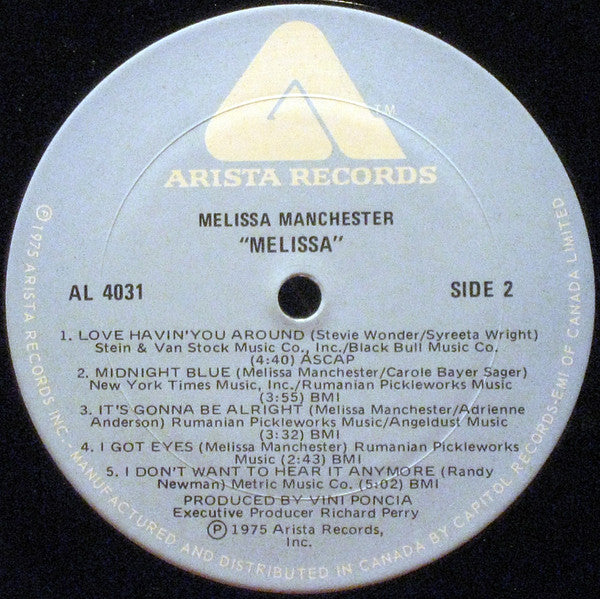 TM
ARISTA RECORDS
MELISSA MANCHESTER
"MELISSA"
AL 4031
SIDE 2
1. LOVE HAVIN' YOU AROUND (Stevie Wonder/Syreeta Wright)
Stein & Van Stock Music Co., Inc./Black Bull Music Co.
(4:40) ASCAP
2. MIDNIGHT BLUE (Melissa Manchester/Carole Bayer Sager)
New York Times Music, Inc./Rumanian Pickleworks Music
(3:55) BMI
3. IT'S GONNA BE ALRIGHT (Melissa Manchester/Adrienne
Anderson) Rumanian Pickleworks Music/Angeldust Music
(3:32) BMI
4. I GOT EYES (Melissa Manchester) Rumanian Pickleworks
Music (2:43) BMI
5. I DON'T WANT TO HEAR IT ANYMORE (Randy
Newman) Metric Music Co. (5:02) BMI
PRODUCED BY VINI PONCIA
Executive Producer Richard Perry
Ⓟ 1975 Arista Records,
Inc.
© 1975 ARISTA RECORDS INC. - MANUFACTURED AND DISTRIBUTED IN CANADA BY CAPITOL RECORDS-EMI OF CANADA LIMITED